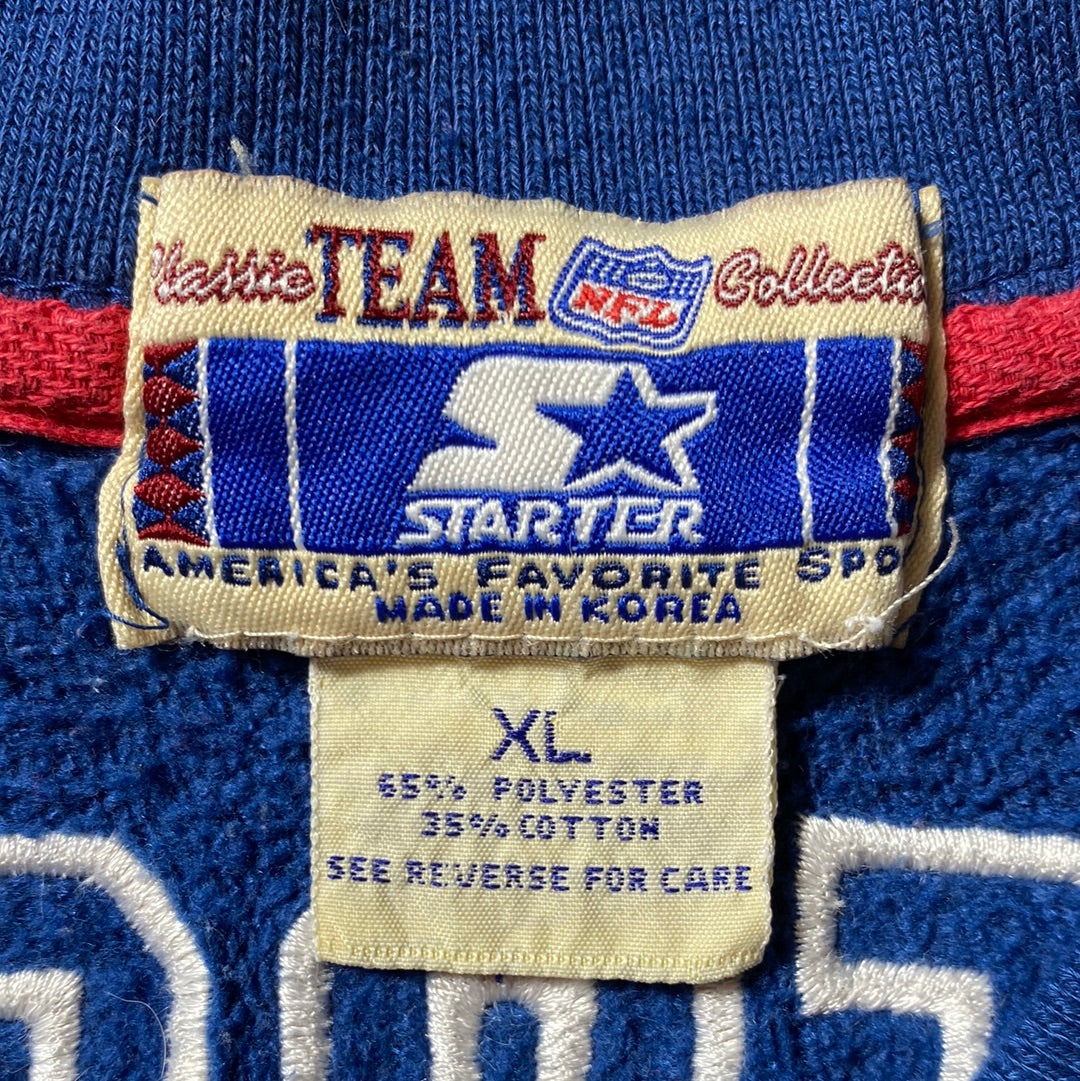 Classic TEAM NFL Collectio
STARTER
AMERICA'S FAVORITE SPO
MADE IN KOREA
XL
65% POLYESTER
35% COTTON
SEE REVERSE FOR CARE